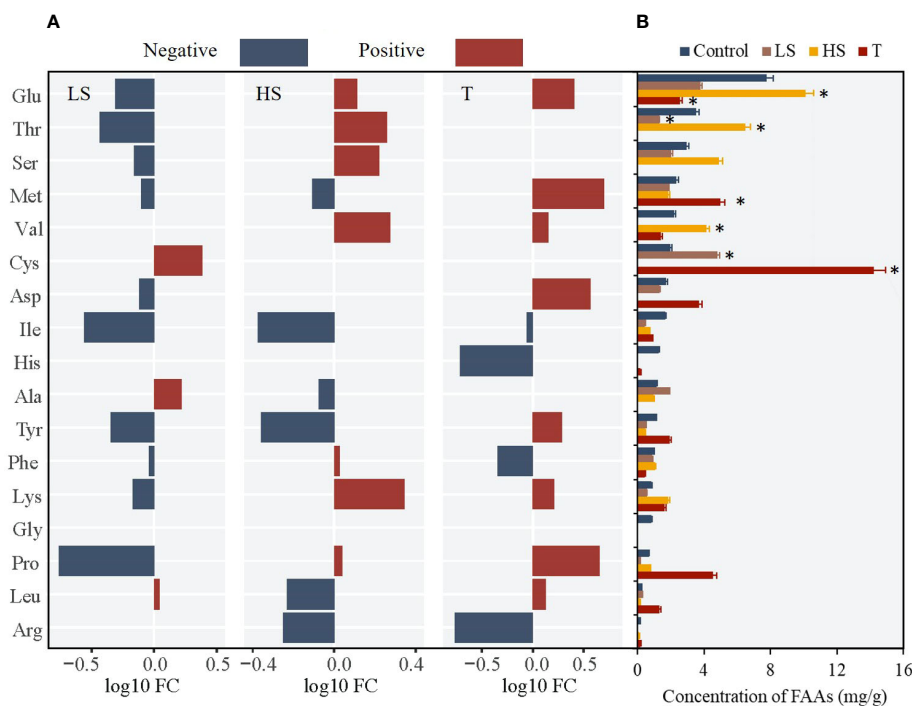 A
Negative Positive
LS HS T
Glu
Thr
Ser
Met
Val
Cys
Asp
Ile
His
Ala
Tyr
Phe
Lys
Gly
Pro
Leu
Arg
−0.5 0.0 0.5 −0.4 0.0 0.4 −0.5 0.0 0.5
log10 FC log10 FC log10 FC
B
Control LS HS T
*
*
*
*
*
*
*
*
0 4 8 12 16
Concentration of FAAs (mg/g)